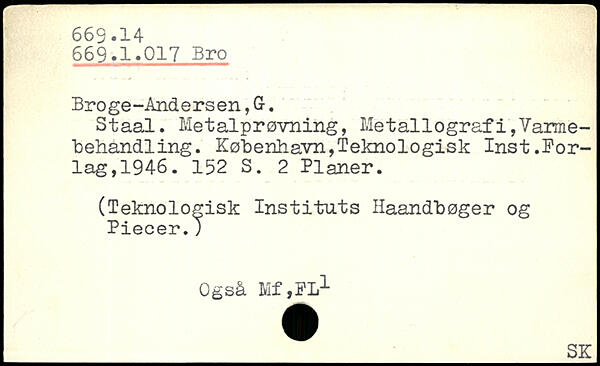 669.14
669.1.017 Bro
Broge-Andersen,G.
Staal. Metalprøvning, Metallografi,Varme-
behandling. København,Teknologisk Inst.For-
lag,1946. 152 S. 2 Planer.
(Teknologisk Instituts Haandbøger og
Piecer.)
Også Mf,FL1
SK